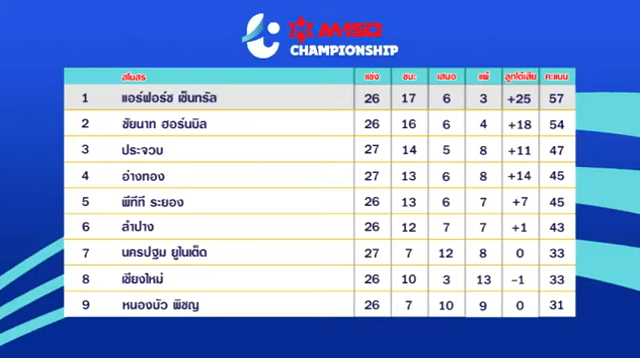 M-150
CHAMPIONSHIP
สโมสร แข่ง ชนะ เสมอ แพ้ ลูกได้เสีย คะแนน
1 แอร์ฟอร์ซ เซ็นทรัล 26 17 6 3 +25 57
2 ชัยนาท ฮอร์นบิล 26 16 6 4 +18 54
3 ประจวบ 27 14 5 8 +11 47
4 อ่างทอง 27 13 6 8 +14 45
5 พีทีที ระยอง 26 13 6 7 +7 45
6 ลำปาง 26 12 7 7 +1 43
7 นครปฐม ยูไนเต็ด 27 7 12 8 0 33
8 เชียงใหม่ 26 10 3 13 -1 33
9 หนองบัว พิชญ 26 7 10 9 0 31